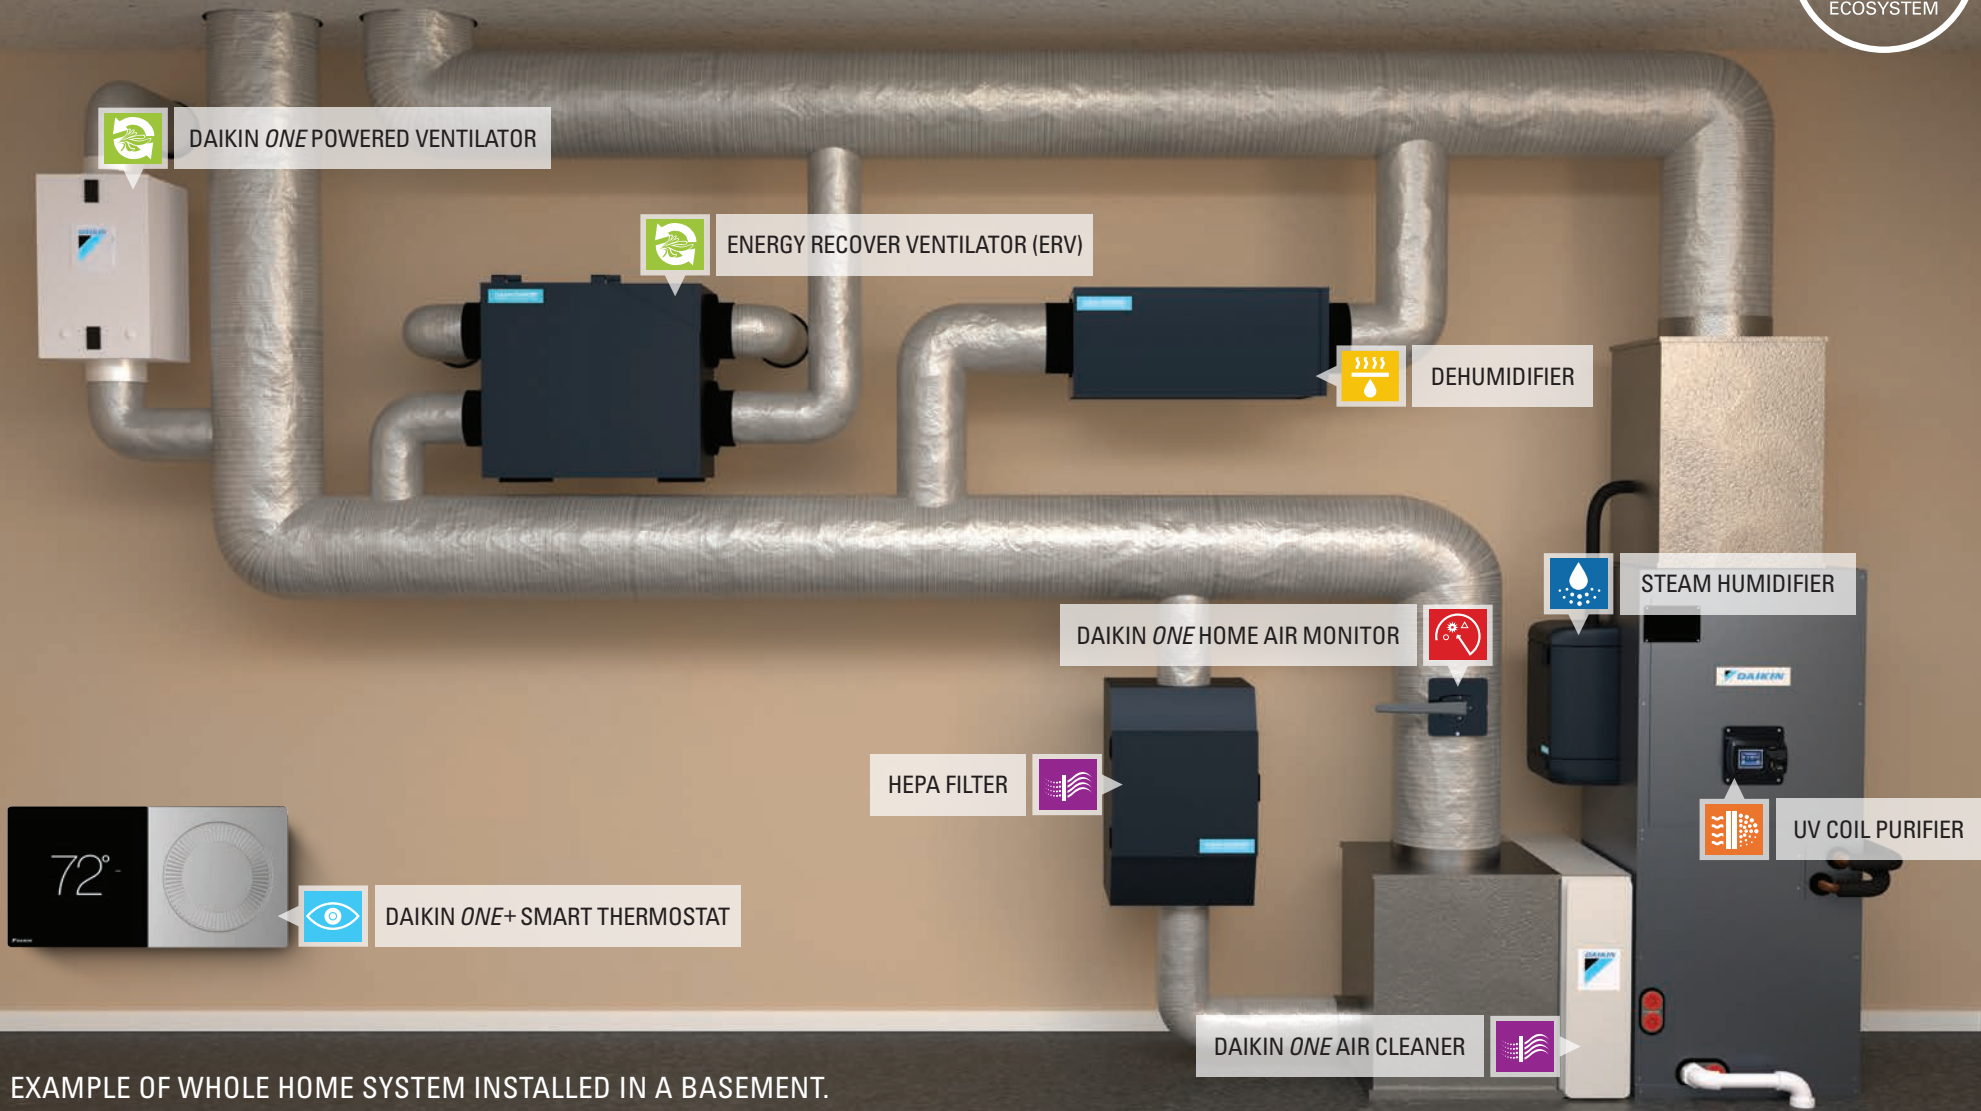 ECOSYSTEM
DAIKIN ONE POWERED VENTILATOR
DAIKIN
ENERGY RECOVER VENTILATOR (ERV)
DEHUMIDIFIER
STEAM HUMIDIFIER
DAIKIN ONE HOME AIR MONITOR
DAIKIN
HEPA FILTER
UV COIL PURIFIER
72°
DAIKIN ONE+ SMART THERMOSTAT
DAIKIN
DAIKIN ONE AIR CLEANER
EXAMPLE OF WHOLE HOME SYSTEM INSTALLED IN A BASEMENT.